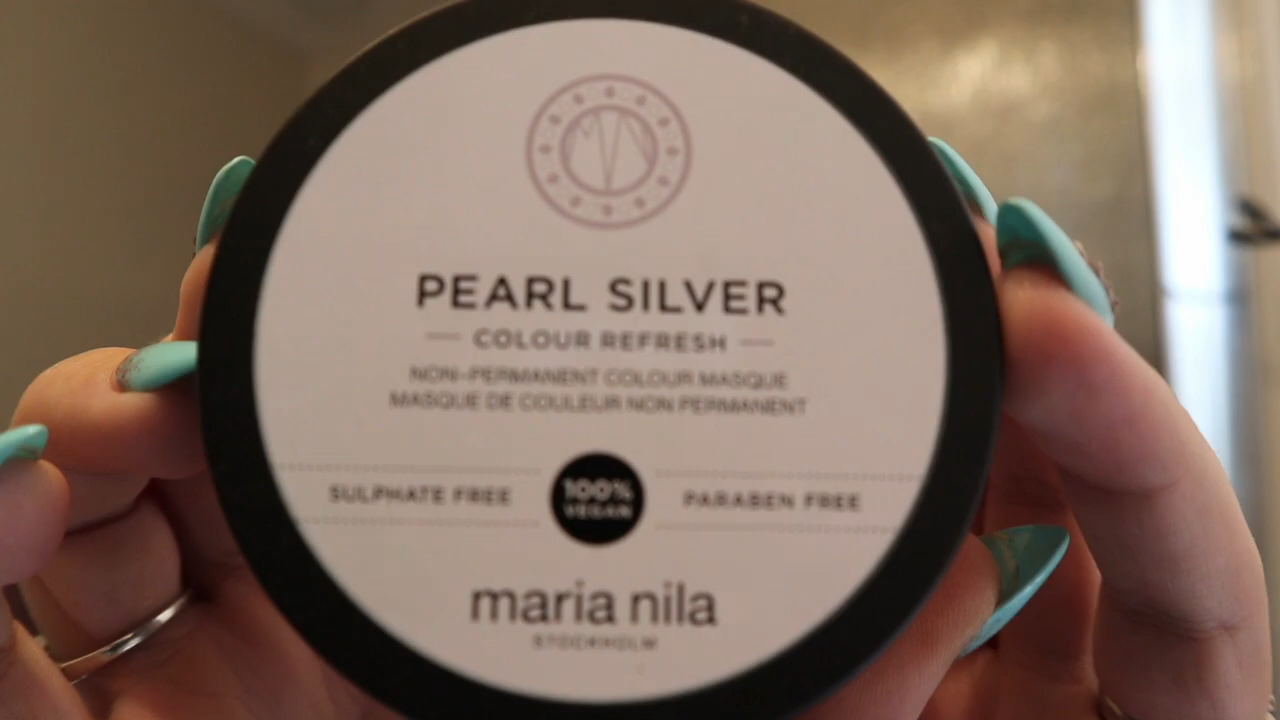 PEARL SILVER
COLOUR REFRESH
NON-PERMANENT COLOUR MASQUE
MASQUE DE COULEUR NON PERMANENT
SULPHATE FREE
100%
VEGAN
PARABEN FREE
maria nila
STOCKHOLM